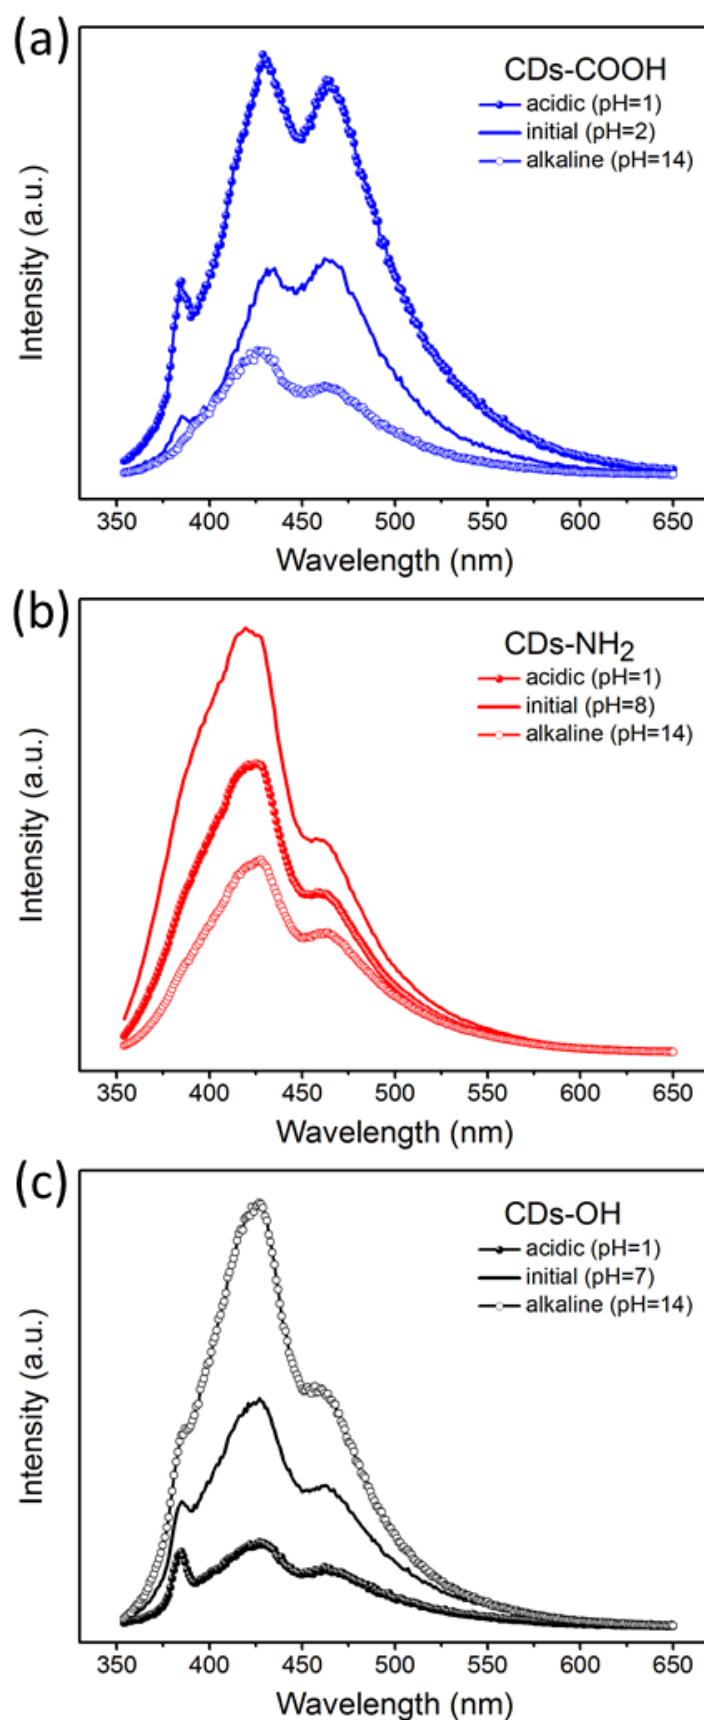 (a)
CDs-COOH
acidic (pH=1)
initial (pH=2)
alkaline (pH=14)
Intensity (a.u.)
350 400 450 500 550 600 650
Wavelength (nm)
(b)
CDs-NH2
acidic (pH=1)
initial (pH=8)
alkaline (pH=14)
Intensity (a.u.)
350 400 450 500 550 600 650
Wavelength (nm)
(c)
CDs-OH
acidic (pH=1)
initial (pH=7)
alkaline (pH=14)
Intensity (a.u.)
350 400 450 500 550 600 650
Wavelength (nm)